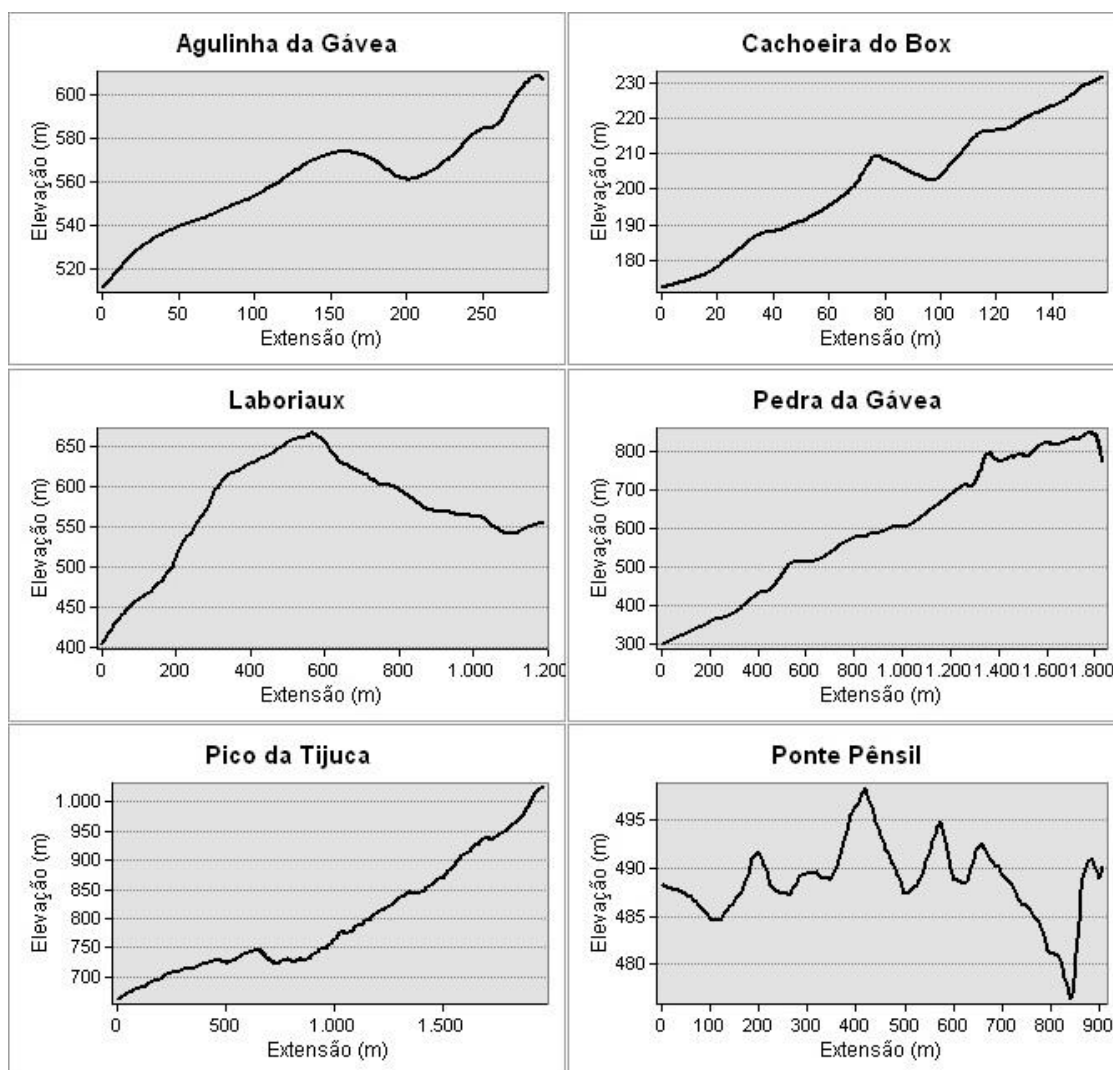 Agulinha da Gávea
Elevação (m)
600
580
560
540
520
0 50 100 150 200 250
Extensão (m)
Cachoeira do Box
Elevação (m)
230
220
210
200
190
180
0 20 40 60 80 100 120 140
Extensão (m)
Laboriaux
Elevação (m)
650
600
550
500
450
400
0 200 400 600 800 1.000 1.200
Extensão (m)
Pedra da Gávea
Elevação (m)
800
700
600
500
400
300
0 200 400 600 800 1.000 1.200 1.400 1.600 1.800
Extensão (m)
Pico da Tijuca
Elevação (m)
1.000
950
900
850
800
750
700
0 500 1.000 1.500
Extensão (m)
Ponte Pênsil
Elevação (m)
495
490
485
480
0 100 200 300 400 500 600 700 800 900
Extensão (m)